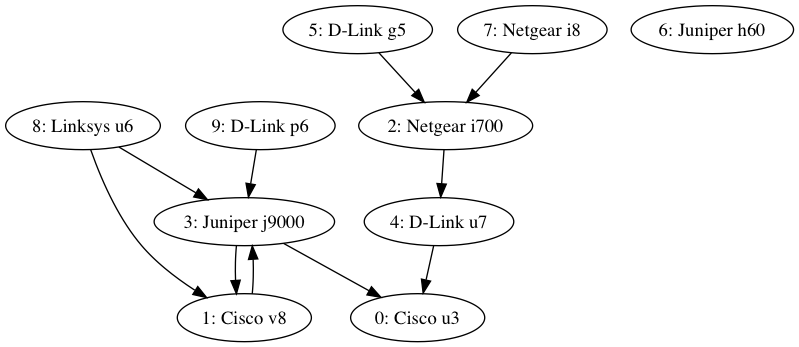 5: D-Link g5
7: Netgear i8
6: Juniper h60
8: Linksys u6
9: D-Link p6
2: Netgear i700
3: Juniper j9000
4: D-Link u7
1: Cisco v8
0: Cisco u3